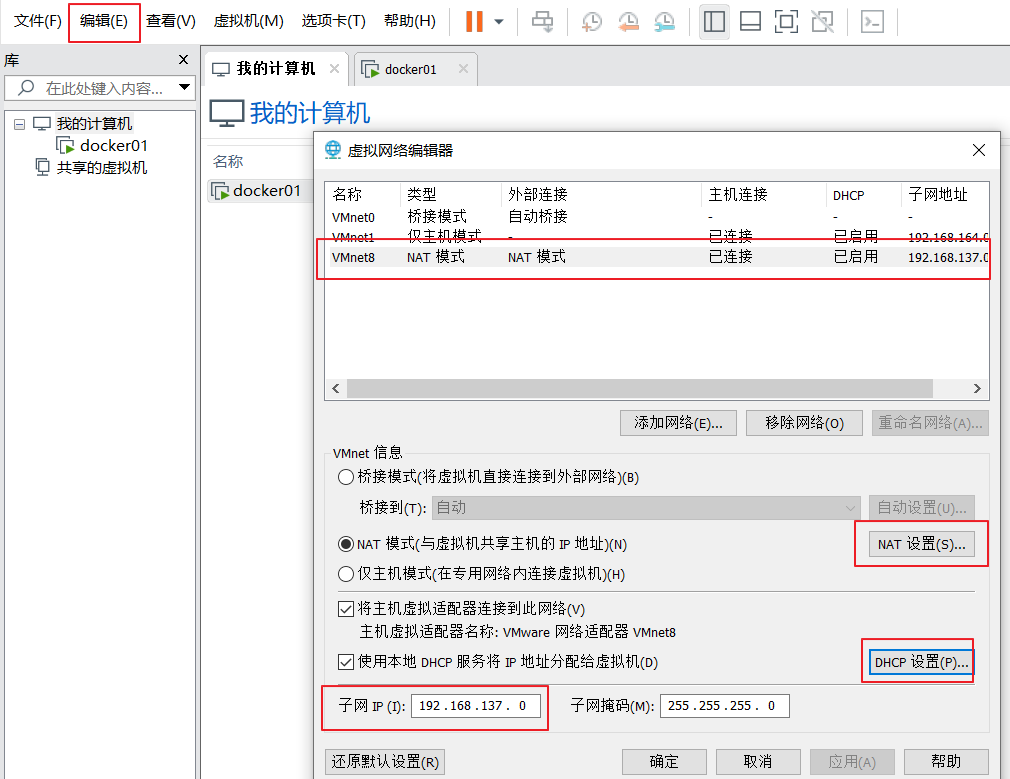 文件(F) 编辑(E) 查看(V) 虚拟机(M) 选项卡(T) 帮助(H)
库
在此处键入内容...
我的计算机
docker01
共享的虚拟机
我的计算机 docker01
我的计算机
名称
docker01
虚拟网络编辑器
名称 类型 外部连接 主机连接 DHCP 子网地址
VMnet0 桥接模式 自动桥接 - - -
VMnet1 仅主机模式 - 已连接 已启用 192.168.164.0
VMnet8 NAT 模式 NAT 模式 已连接 已启用 192.168.137.0
添加网络(E)... 移除网络(O) 重命名网络(A)...
VMnet 信息
桥接模式(将虚拟机直接连接到外部网络)(B)
桥接到(T): 自动 自动设置(U)...
NAT 模式(与虚拟机共享主机的 IP 地址)(N) NAT 设置(S)...
仅主机模式(在专用网络内连接虚拟机)(H)
将主机虚拟适配器连接到此网络(V)
主机虚拟适配器名称: VMware 网络适配器 VMnet8
使用本地 DHCP 服务将 IP 地址分配给虚拟机(D) DHCP 设置(P)...
子网 IP (I): 192 .168 .137 . 0 子网掩码(M): 255 .255 .255 . 0
还原默认设置(R) 确定 取消 应用(A) 帮助